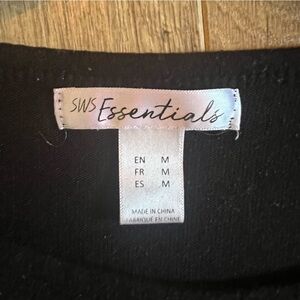 SWS Essentials
EN M
FR M
ES M
MADE IN CHINA
FABRIQUÉ EN CHINE